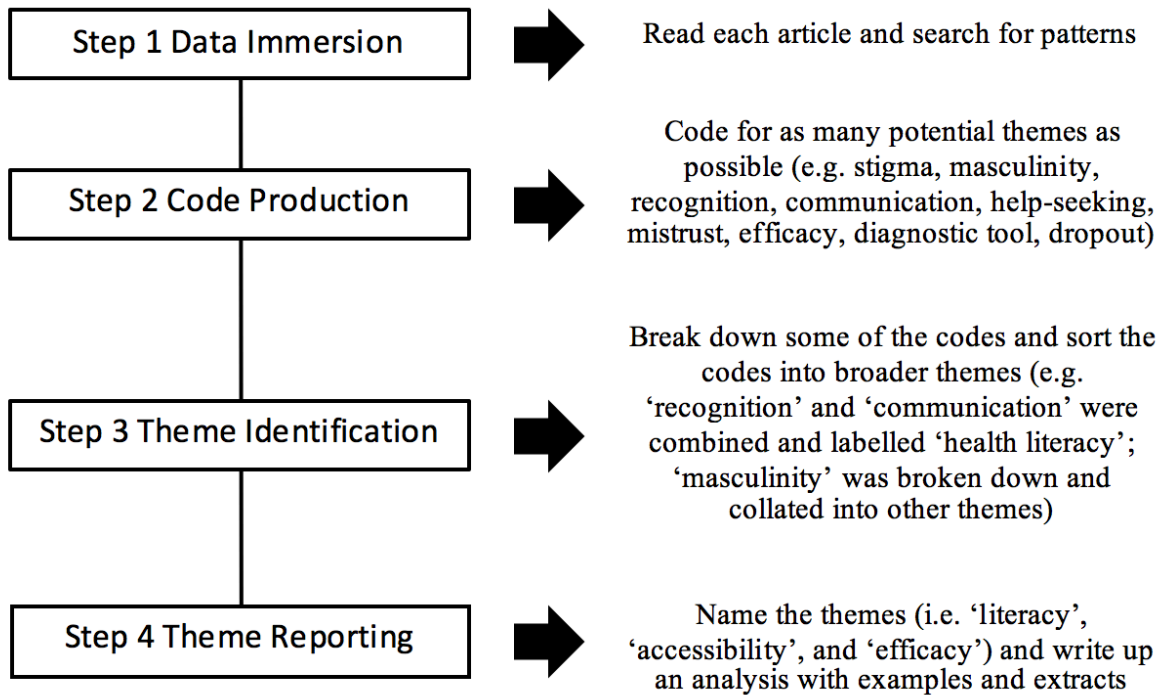 Step 1 Data Immersion
Read each article and search for patterns
Step 2 Code Production
Code for as many potential themes as
possible (e.g. stigma, masculinity,
recognition, communication, help-seeking,
mistrust, efficacy, diagnostic tool, dropout)
Step 3 Theme Identification
Break down some of the codes and sort the
codes into broader themes (e.g.
‘recognition’ and ‘communication’ were
combined and labelled ‘health literacy’;
‘masculinity’ was broken down and
collated into other themes)
Step 4 Theme Reporting
Name the themes (i.e. ‘literacy’,
‘accessibility’, and ‘efficacy’) and write up
an analysis with examples and extracts